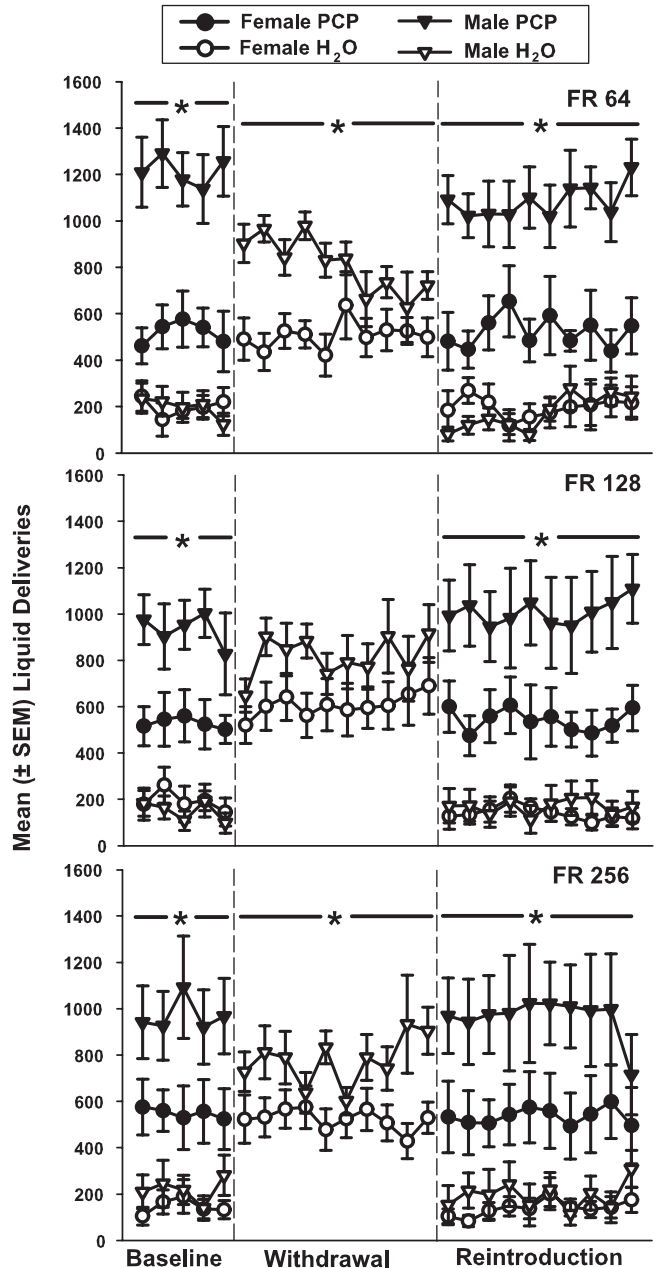 Female PCP Male PCP
Female H₂O Male H₂O
1600 FR 64
1400 * * *
1200
1000
800
600
400
200
0
1600 FR 128
1400 * *
1200
1000
800
600
400
200
0
1600 FR 256
1400 * * *
1200
1000
800
600
400
200
0
Mean (± SEM) Liquid Deliveries
Baseline Withdrawal Reintroduction